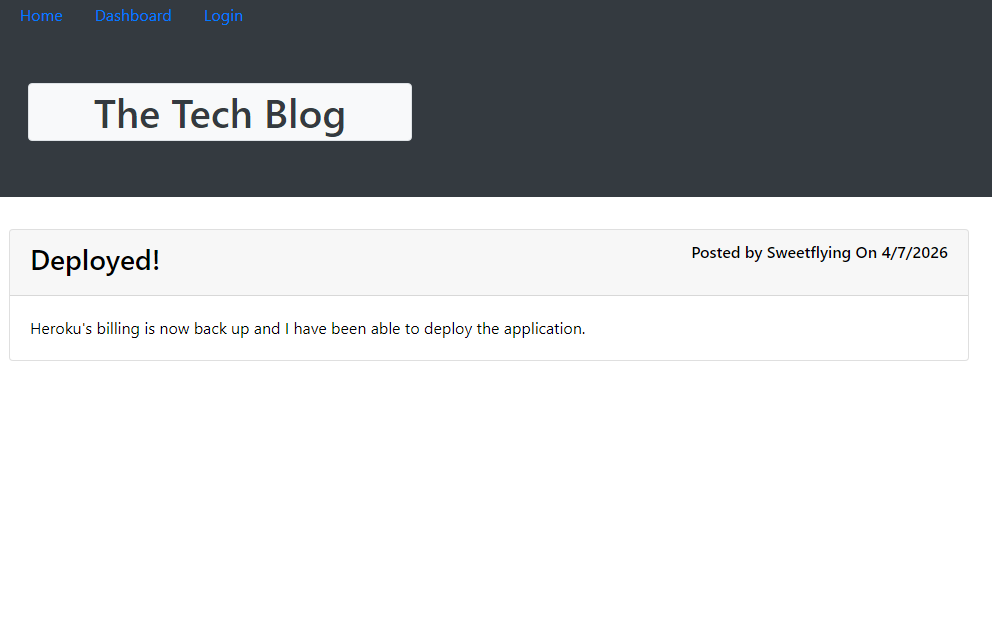 Home Dashboard Login
The Tech Blog
Deployed!
Posted by Sweetflying On 4/7/2026
Heroku's billing is now back up and I have been able to deploy the application.